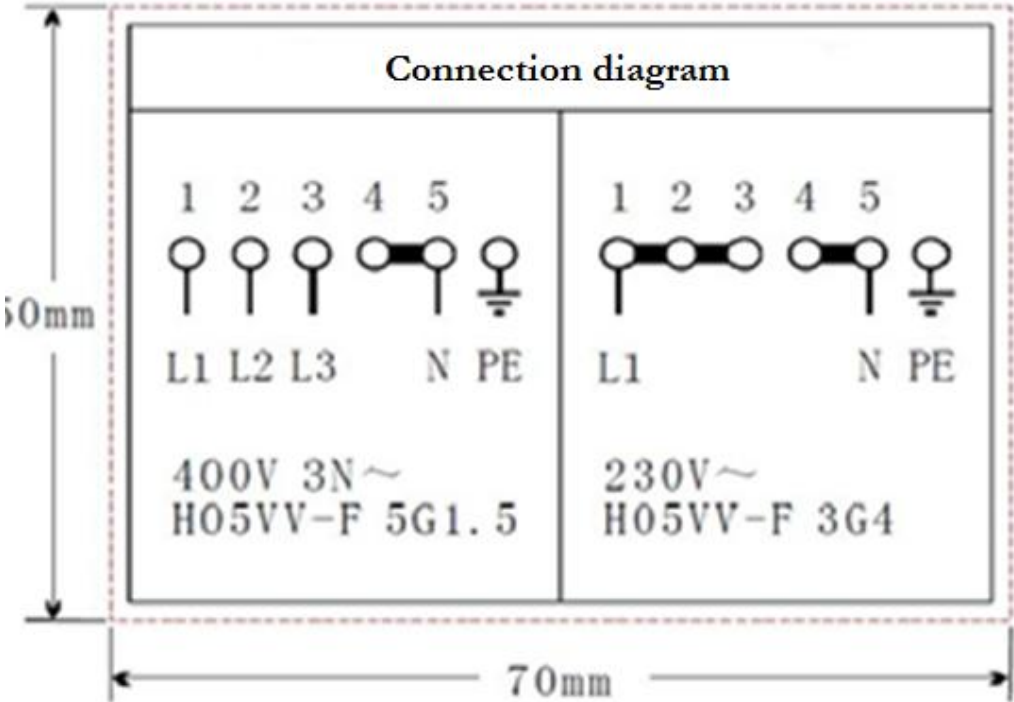 Connection diagram
1 2 3 4 5
L1 L2 L3 N PE
400V 3N～
H05VV-F 5G1.5
1 2 3 4 5
L1 N PE
230V～
H05VV-F 3G4
0mm
70mm